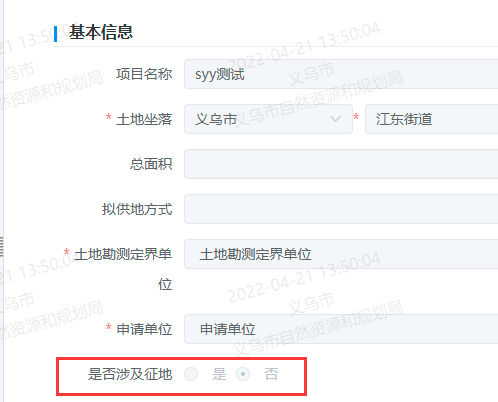 基本信息
项目名称 syy测试
* 土地坐落 义乌市 * 江东街道
总面积
拟供地方式
* 土地勘测定界单位 土地勘测定界单位
* 申请单位 申请单位
是否涉及征地 是 否
-21 13:50:04
义乌市
然资源和规划局
2022-04-21 13:50:04
义乌市
义乌市自然资源和规划局
-21 13:50:04
义乌市
然资源和规划局
2022-04-21 13:50:04
义乌市
义乌市自然资源和规划局